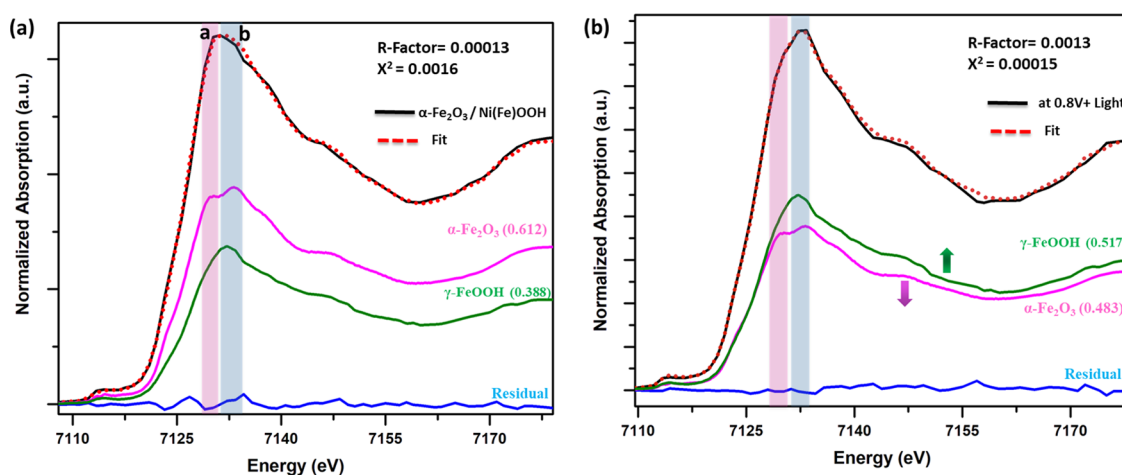 (a)
a
b
R-Factor= 0.00013
X² = 0.0016
α-Fe₂O₃ / Ni(Fe)OOH
Fit
α-Fe₂O₃ (0.612)
γ-FeOOH (0.388)
Residual
Normalized Absorption (a.u.)
7110
7125
7140
7155
7170
Energy (eV)
(b)
R-Factor= 0.0013
X² = 0.00015
at 0.8V+ Light
Fit
γ-FeOOH (0.517)
α-Fe₂O₃ (0.483)
Residual
Normalized Absorption (a.u.)
7110
7125
7140
7155
7170
Energy (eV)